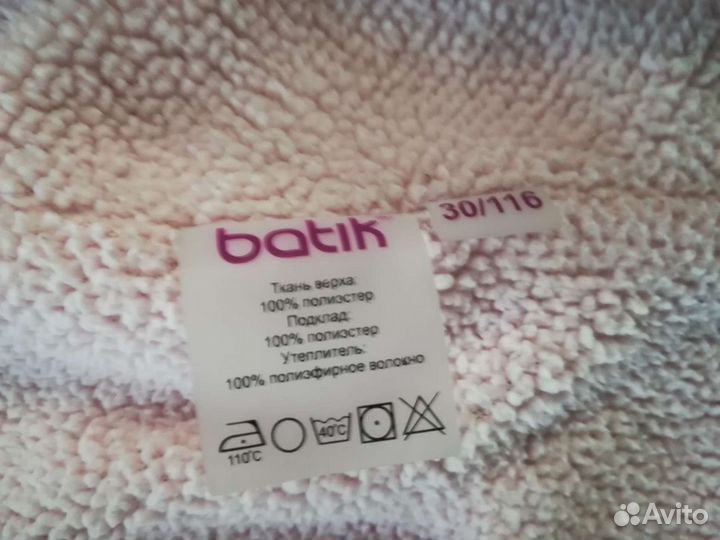 batik
30/116
Ткань верха:
100% полиэстер
Подклад:
100% полиэстер
Утеплитель:
100% полиэфирное волокно
110°C
40°C
Avito